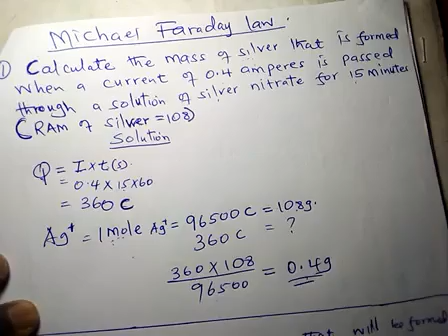 Michael Faraday law.
① Calculate the mass of silver that is formed
when a current of 0.4 amperes is passed
through a solution of silver nitrate for 15 minutes
(RAM of silver = 108)
Solution
Q = I x t(s).
= 0.4 x 15 x 60
= 360 C
Ag⁺ = 1 mole Ag⁺ = 96500 C = 108g.
360 C = ?
360 x 108
96500
= 0.4g
that will be formed